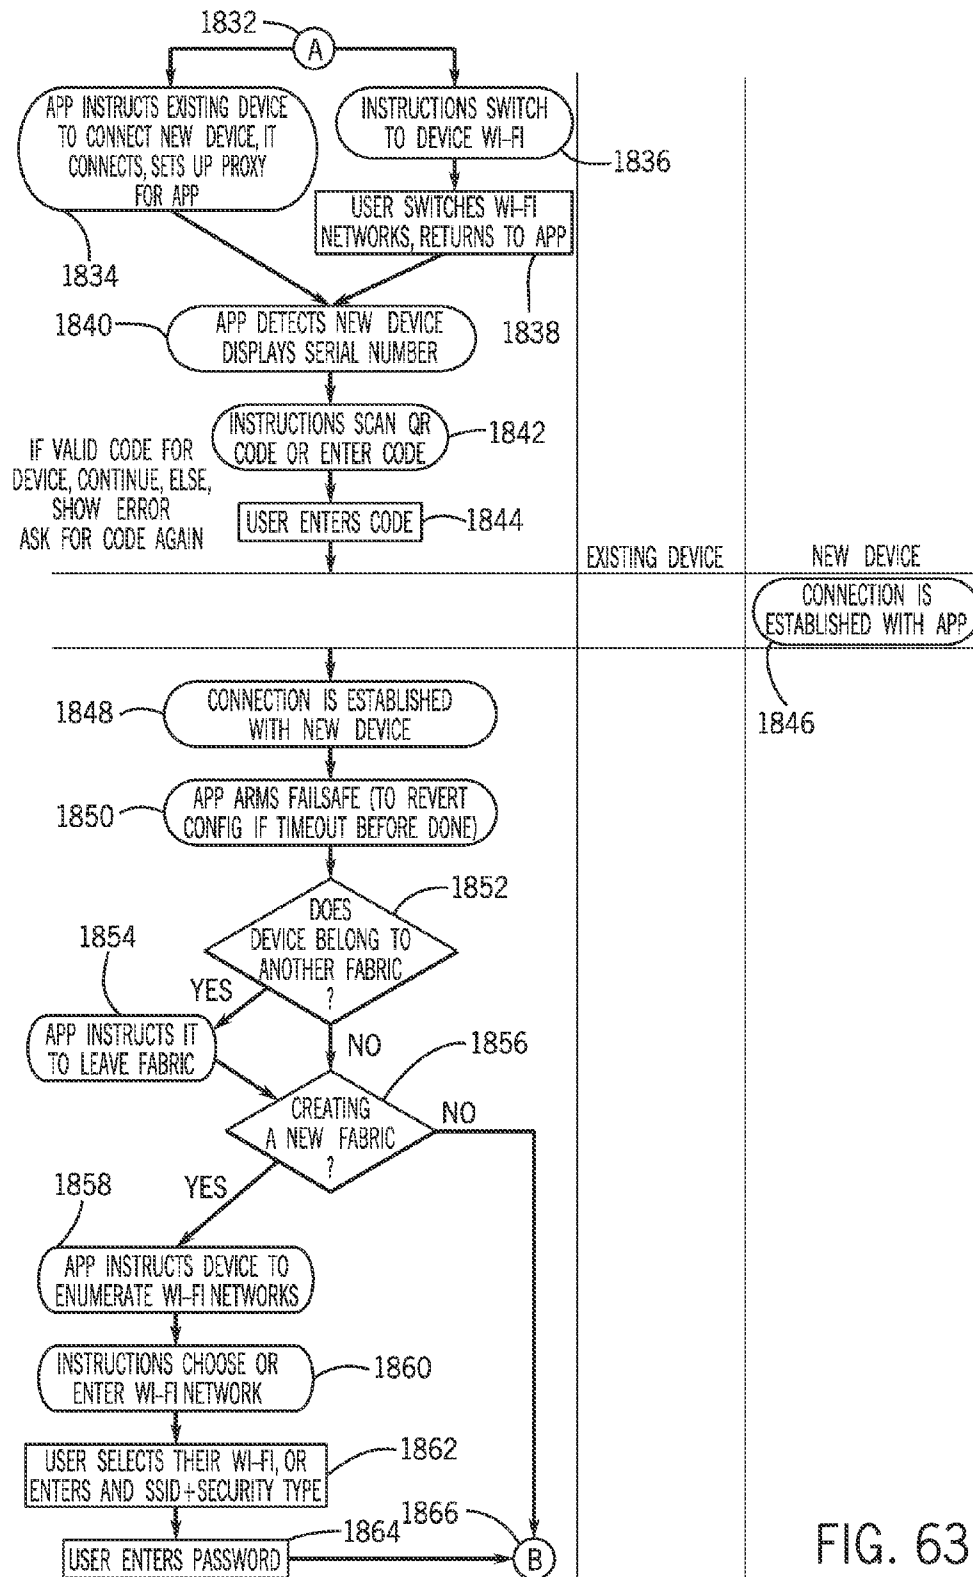 1832
A
APP INSTRUCTS EXISTING DEVICE
TO CONNECT NEW DEVICE, IT
CONNECTS, SETS UP PROXY
FOR APP
1834
INSTRUCTIONS SWITCH
TO DEVICE WI-FI
1836
USER SWITCHES WI-FI
NETWORKS, RETURNS TO APP
1838
1840
APP DETECTS NEW DEVICE
DISPLAYS SERIAL NUMBER
INSTRUCTIONS SCAN QR
CODE OR ENTER CODE
1842
IF VALID CODE FOR
DEVICE, CONTINUE, ELSE,
SHOW ERROR
ASK FOR CODE AGAIN
USER ENTERS CODE
1844
EXISTING DEVICE
NEW DEVICE
CONNECTION IS
ESTABLISHED WITH APP
1846
1848
CONNECTION IS ESTABLISHED
WITH NEW DEVICE
1850
APP ARMS FAILSAFE (TO REVERT
CONFIG IF TIMEOUT BEFORE DONE)
1852
DOES
DEVICE BELONG TO
ANOTHER FABRIC
?
1854
YES
APP INSTRUCTS IT
TO LEAVE FABRIC
NO
1856
CREATING
A NEW FABRIC
?
NO
YES
1858
APP INSTRUCTS DEVICE TO
ENUMERATE WI-FI NETWORKS
INSTRUCTIONS CHOOSE OR
ENTER WI-FI NETWORK
1860
USER SELECTS THEIR WI-FI, OR
ENTERS AND SSID+SECURITY TYPE
1862
USER ENTERS PASSWORD
1864
1866
B
FIG. 63